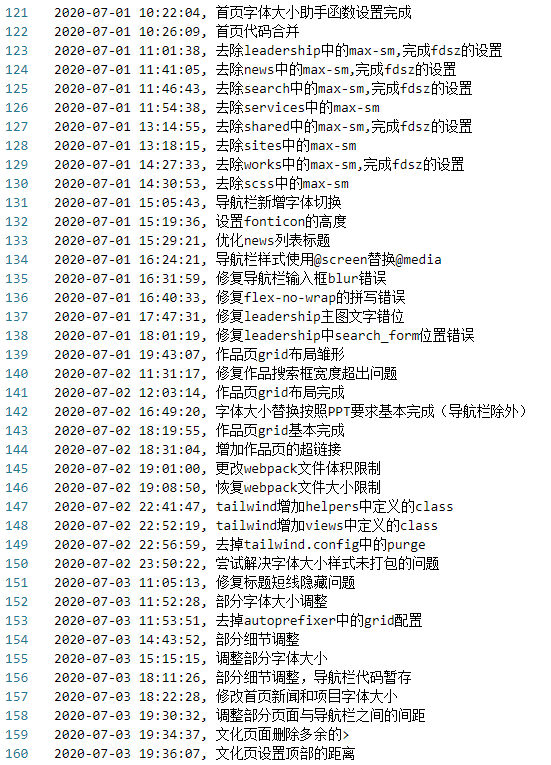 121 2020-07-01 10:22:04, 首页字体大小助手函数设置完成
122 2020-07-01 10:26:09, 首页代码合并
123 2020-07-01 11:01:38, 去除leadership中的max-sm,完成fdsz的设置
124 2020-07-01 11:41:05, 去除news中的max-sm,完成fdsz的设置
125 2020-07-01 11:46:43, 去除search中的max-sm,完成fdsz的设置
126 2020-07-01 11:54:38, 去除services中的max-sm
127 2020-07-01 13:14:55, 去除shared中的max-sm,完成fdsz的设置
128 2020-07-01 13:18:15, 去除sites中的max-sm
129 2020-07-01 14:27:33, 去除works中的max-sm,完成fdsz的设置
130 2020-07-01 14:30:53, 去除scss中的max-sm
131 2020-07-01 15:05:43, 导航栏新增字体切换
132 2020-07-01 15:19:36, 设置fonticon的高度
133 2020-07-01 15:29:21, 优化news列表标题
134 2020-07-01 16:24:21, 导航栏样式使用@screen替换@media
135 2020-07-01 16:31:59, 修复导航栏输入框blur错误
136 2020-07-01 16:40:33, 修复flex-no-wrap的拼写错误
137 2020-07-01 17:47:31, 修复leadership主图文字错位
138 2020-07-01 18:01:19, 修复leadership中search_form位置错误
139 2020-07-01 19:43:07, 作品页grid布局雏形
140 2020-07-02 11:31:17, 修复作品搜索框宽度超出问题
141 2020-07-02 12:03:14, 作品页grid布局完成
142 2020-07-02 16:49:20, 字体大小替换按照PPT要求基本完成（导航栏除外）
143 2020-07-02 18:19:55, 作品页grid基本完成
144 2020-07-02 18:31:04, 增加作品页的超链接
145 2020-07-02 19:01:00, 更改webpack文件体积限制
146 2020-07-02 19:08:50, 恢复webpack文件大小限制
147 2020-07-02 22:41:47, tailwind增加helpers中定义的class
148 2020-07-02 22:52:19, tailwind增加views中定义的class
149 2020-07-02 22:56:59, 去掉tailwind.config中的purge
150 2020-07-02 23:50:22, 尝试解决字体大小样式未打包的问题
151 2020-07-03 11:05:13, 修复标题短线隐藏问题
152 2020-07-03 11:52:28, 部分字体大小调整
153 2020-07-03 11:53:51, 去掉autoprefixer中的grid配置
154 2020-07-03 14:43:52, 部分细节调整
155 2020-07-03 15:15:15, 调整部分字体大小
156 2020-07-03 18:11:26, 部分细节调整，导航栏代码暂存
157 2020-07-03 18:22:28, 修改首页新闻和项目字体大小
158 2020-07-03 19:30:32, 调整部分页面与导航栏之间的间距
159 2020-07-03 19:34:37, 文化页面删除多余的>
160 2020-07-03 19:36:07, 文化页设置顶部的距离